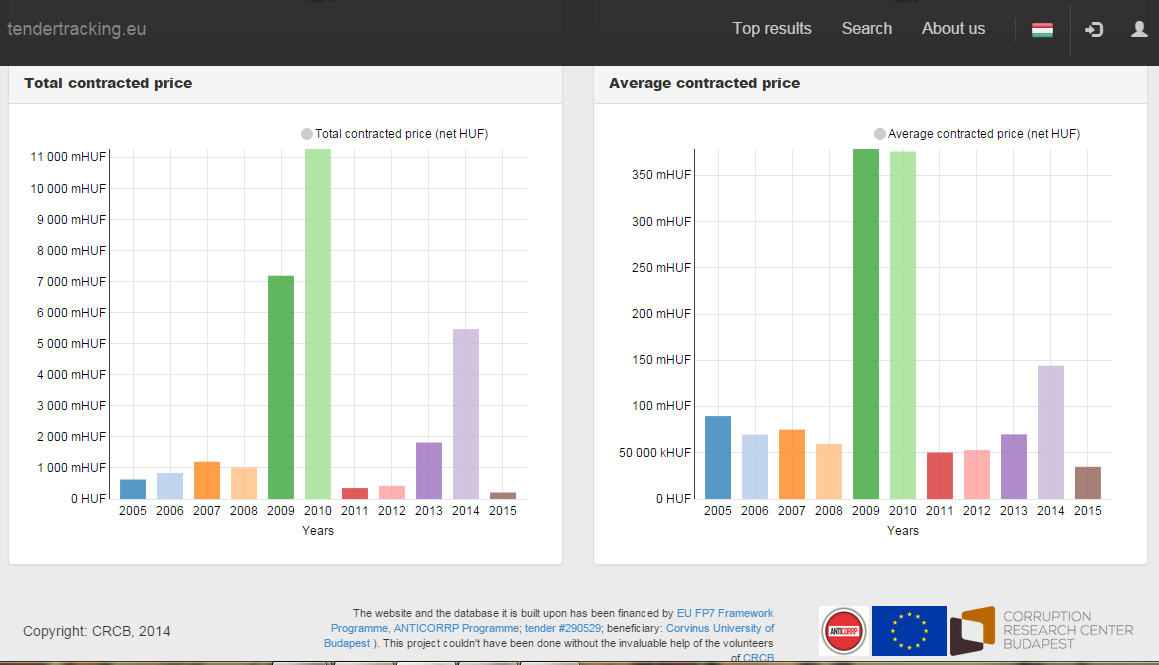 tendertracking.eu
Top results
Search
About us
Total contracted price
Total contracted price (net HUF)
11 000 mHUF
10 000 mHUF
9 000 mHUF
8 000 mHUF
7 000 mHUF
6 000 mHUF
5 000 mHUF
4 000 mHUF
3 000 mHUF
2 000 mHUF
1 000 mHUF
0 HUF
2005 2006 2007 2008 2009 2010 2011 2012 2013 2014 2015
Years
Average contracted price
Average contracted price (net HUF)
350 mHUF
300 mHUF
250 mHUF
200 mHUF
150 mHUF
100 mHUF
50 000 kHUF
0 HUF
2005 2006 2007 2008 2009 2010 2011 2012 2013 2014 2015
Years
Copyright: CRCB, 2014
The website and the database it is built upon has been financed by EU FP7 Framework
Programme, ANTICORRP Programme; tender #290529; beneficiary: Corvinus University of
Budapest ). This project couldn't have been done without the invaluable help of the volunteers
of CRCB
ANTICORRP
CORRUPTION
RESEARCH CENTER
BUDAPEST